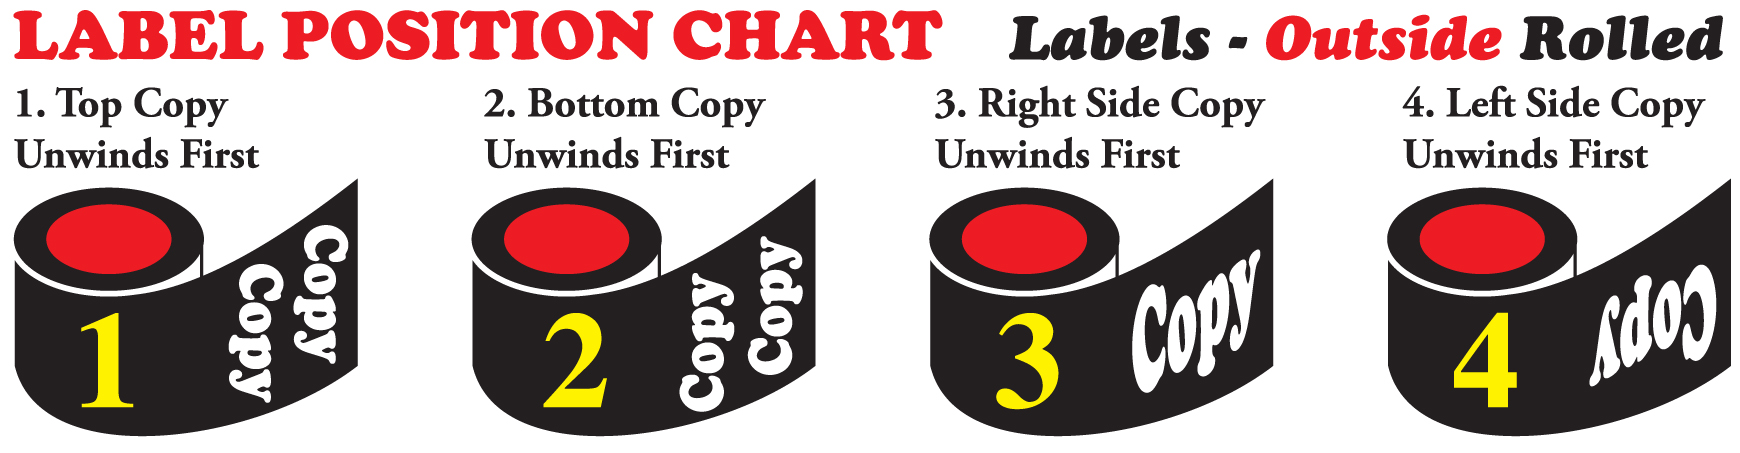 LABEL POSITION CHART Labels - Outside Rolled
1. Top Copy
Unwinds First
2. Bottom Copy
Unwinds First
3. Right Side Copy
Unwinds First
4. Left Side Copy
Unwinds First
1
Copy
Copy
2
Copy
Copy
3
Copy
4
Copy